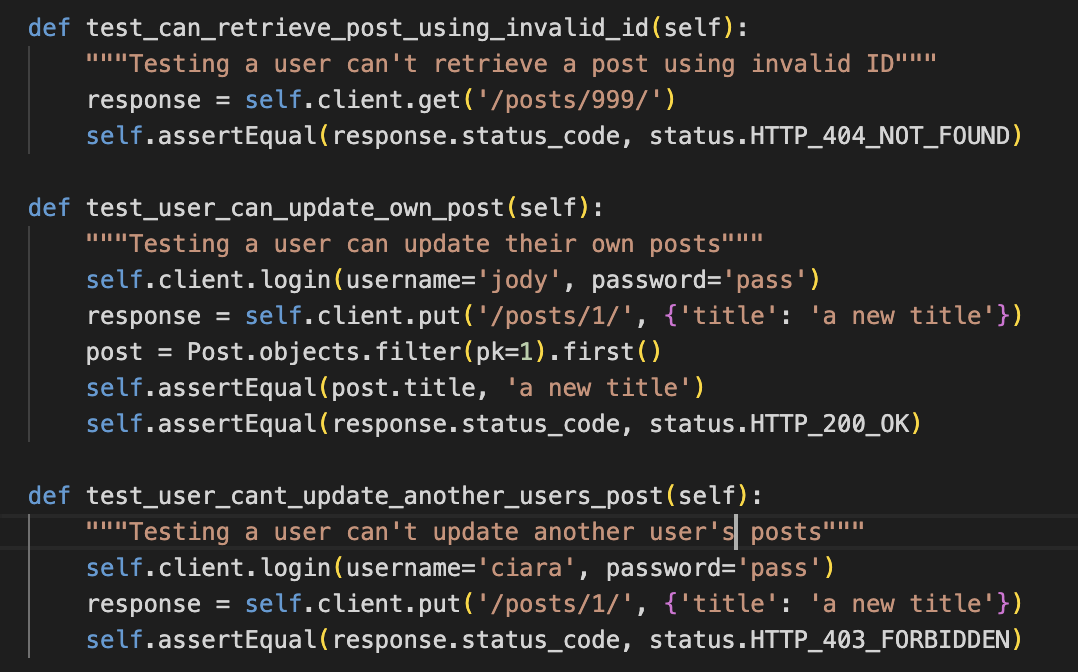 def test_can_retrieve_post_using_invalid_id(self):
    """Testing a user can't retrieve a post using invalid ID"""
    response = self.client.get('/posts/999/')
    self.assertEqual(response.status_code, status.HTTP_404_NOT_FOUND)

def test_user_can_update_own_post(self):
    """Testing a user can update their own posts"""
    self.client.login(username='jody', password='pass')
    response = self.client.put('/posts/1/', {'title': 'a new title'})
    post = Post.objects.filter(pk=1).first()
    self.assertEqual(post.title, 'a new title')
    self.assertEqual(response.status_code, status.HTTP_200_OK)

def test_user_cant_update_another_users_post(self):
    """Testing a user can't update another user's posts"""
    self.client.login(username='ciara', password='pass')
    response = self.client.put('/posts/1/', {'title': 'a new title'})
    self.assertEqual(response.status_code, status.HTTP_403_FORBIDDEN)